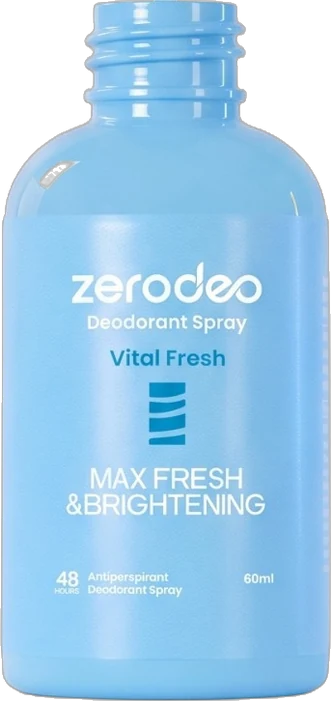 zerodeo
Deodorant Spray
Vital Fresh
MAX FRESH
&BRIGHTENING
48
HOURS
Antiperspirant
Deodorant Spray
60ml